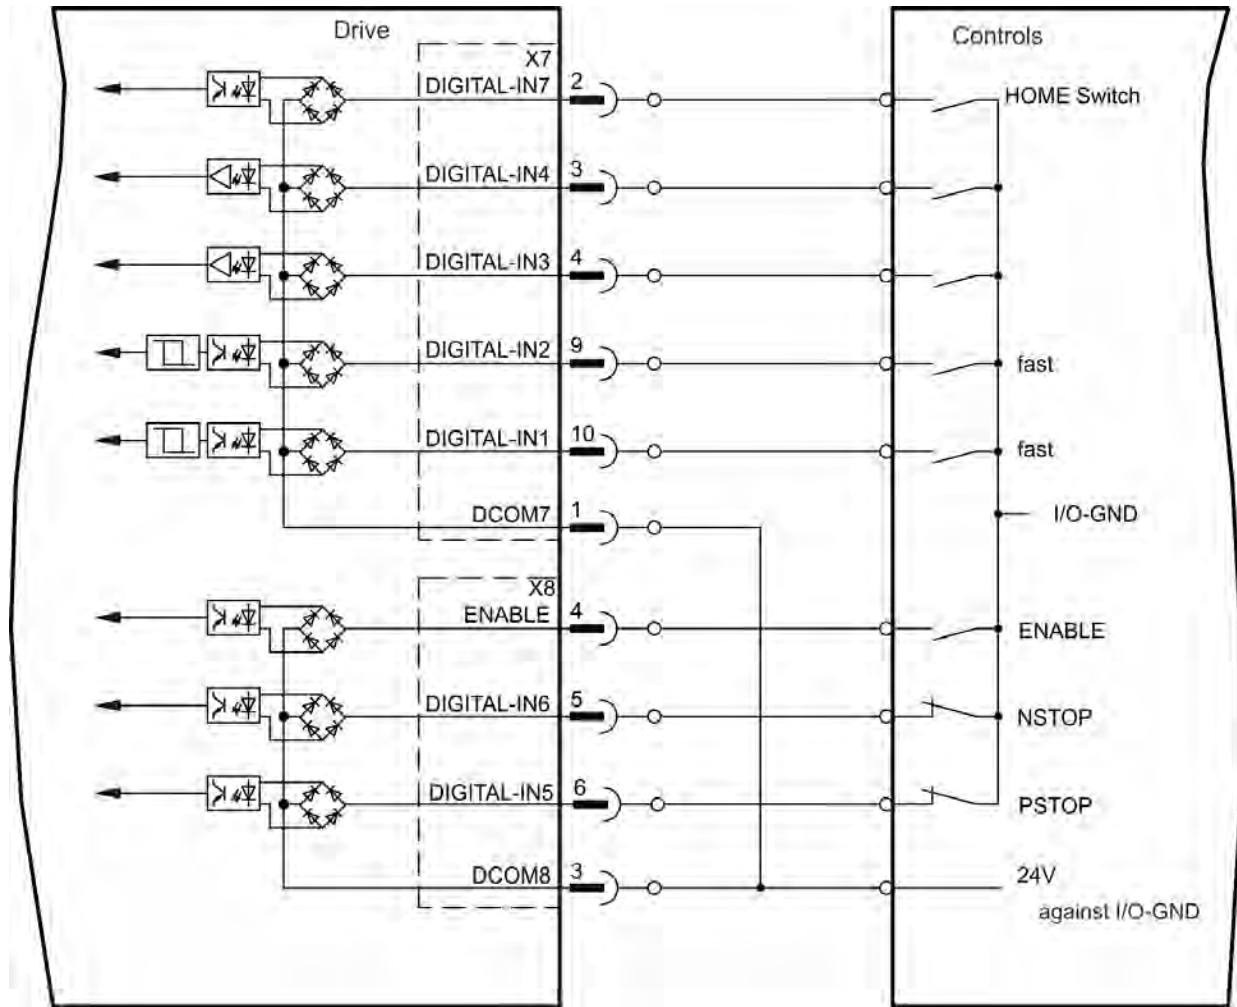 Drive
Controls
X7
DIGITAL-IN7
2
HOME Switch
DIGITAL-IN4
3
DIGITAL-IN3
4
DIGITAL-IN2
9
fast
DIGITAL-IN1
10
fast
DCOM7
1
I/O-GND
X8
ENABLE
4
ENABLE
DIGITAL-IN6
5
NSTOP
DIGITAL-IN5
6
PSTOP
DCOM8
3
24V
against I/O-GND